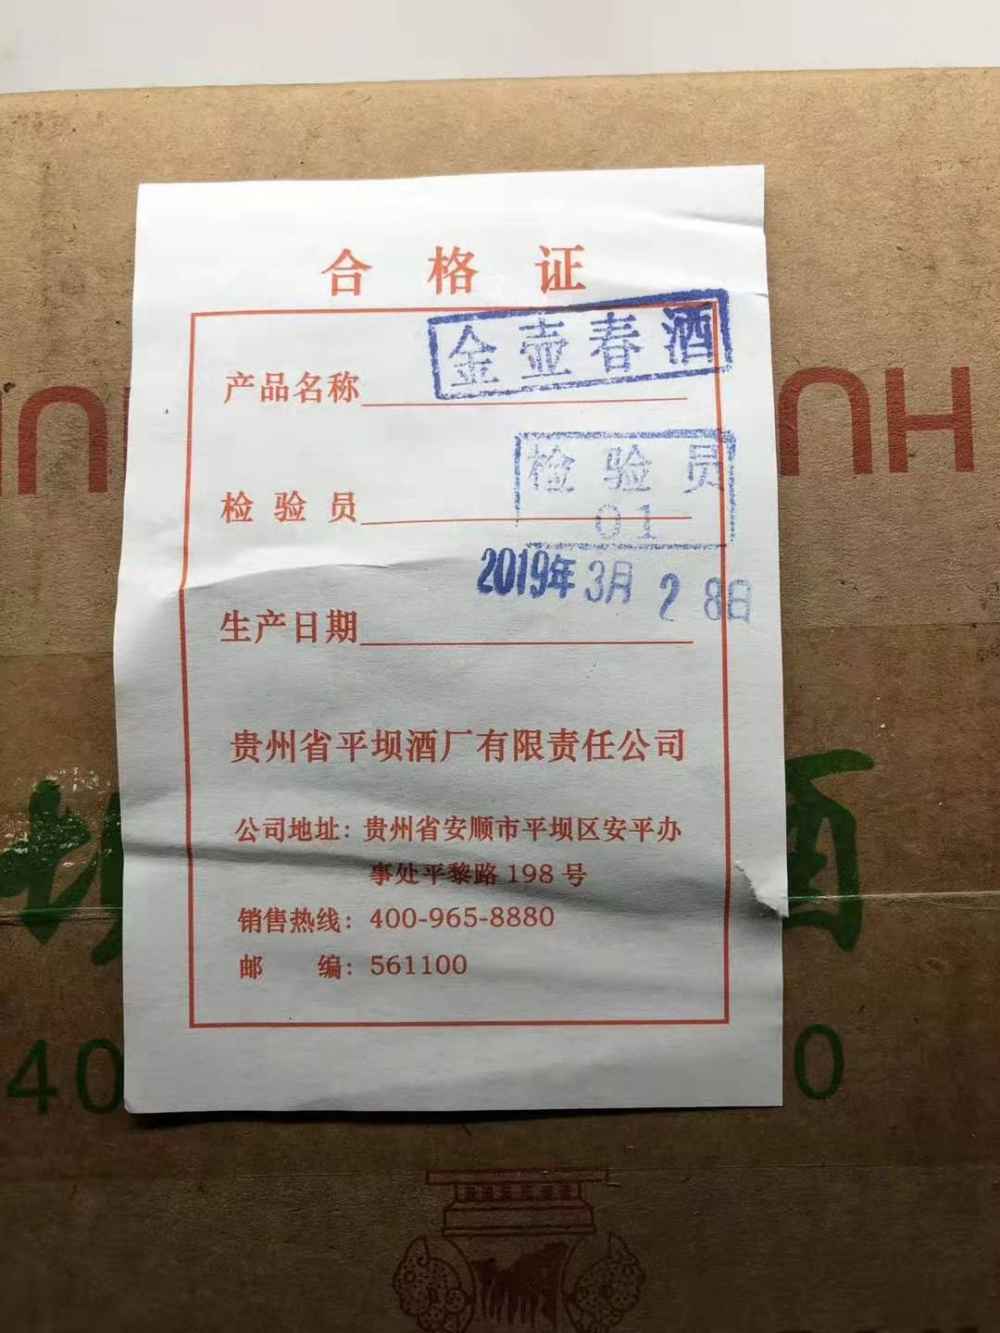 合格证
产品名称 金壶春酒
检验员 检验员
01
生产日期 2019年3月28日
贵州省平坝酒厂有限责任公司
公司地址：贵州省安顺市平坝区安平办
事处平黎路198号
销售热线：400-965-8880
邮编：561100
HU
酒
40
0